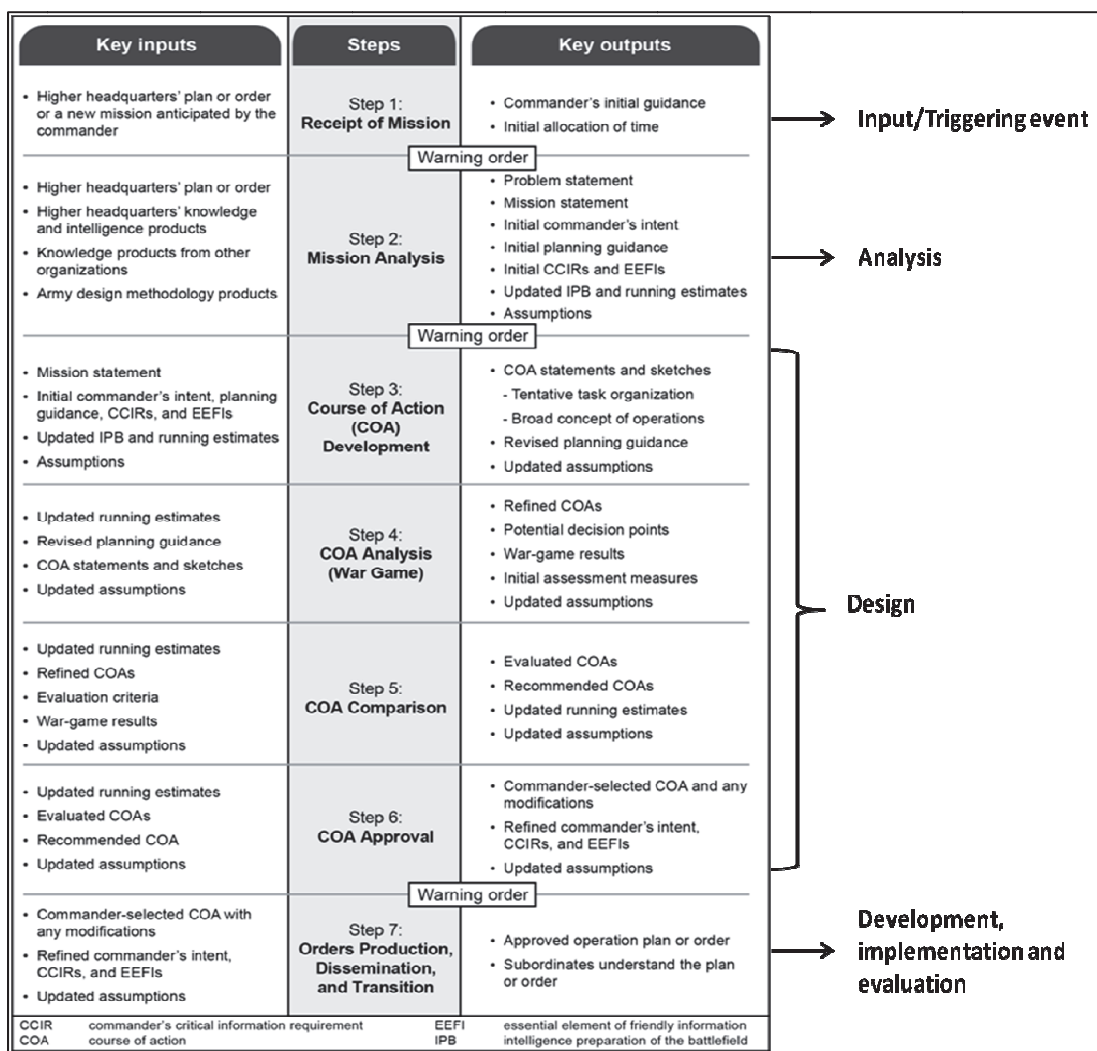 Key inputs
Steps
Key outputs
• Higher headquarters' plan or order
or a new mission anticipated by the
commander
Step 1:
Receipt of Mission
• Commander's initial guidance
• Initial allocation of time
Input/Triggering event
Warning order
• Higher headquarters' plan or order
• Higher headquarters' knowledge
and intelligence products
• Knowledge products from other
organizations
• Army design methodology products
Step 2:
Mission Analysis
• Problem statement
• Mission statement
• Initial commander's intent
• Initial planning guidance
• Initial CCIRs and EEFIs
• Updated IPB and running estimates
• Assumptions
Analysis
Warning order
• Mission statement
• Initial commander's intent, planning
guidance, CCIRs, and EEFIs
• Updated IPB and running estimates
• Assumptions
Step 3:
Course of Action
(COA)
Development
• COA statements and sketches
- Tentative task organization
- Broad concept of operations
• Revised planning guidance
• Updated assumptions
• Updated running estimates
• Revised planning guidance
• COA statements and sketches
• Updated assumptions
Step 4:
COA Analysis
(War Game)
• Refined COAs
• Potential decision points
• War-game results
• Initial assessment measures
• Updated assumptions
Design
• Updated running estimates
• Refined COAs
• Evaluation criteria
• War-game results
• Updated assumptions
Step 5:
COA Comparison
• Evaluated COAs
• Recommended COAs
• Updated running estimates
• Updated assumptions
• Updated running estimates
• Evaluated COAs
• Recommended COA
• Updated assumptions
Step 6:
COA Approval
• Commander-selected COA and any
modifications
• Refined commander's intent,
CCIRs, and EEFIs
• Updated assumptions
Warning order
• Commander-selected COA with
any modifications
• Refined commander's intent,
CCIRs, and EEFIs
• Updated assumptions
Step 7:
Orders Production,
Dissemination,
and Transition
• Approved operation plan or order
• Subordinates understand the plan
or order
Development,
implementation and
evaluation
CCIR commander's critical information requirement EEFI essential element of friendly information
COA course of action IPB intelligence preparation of the battlefield